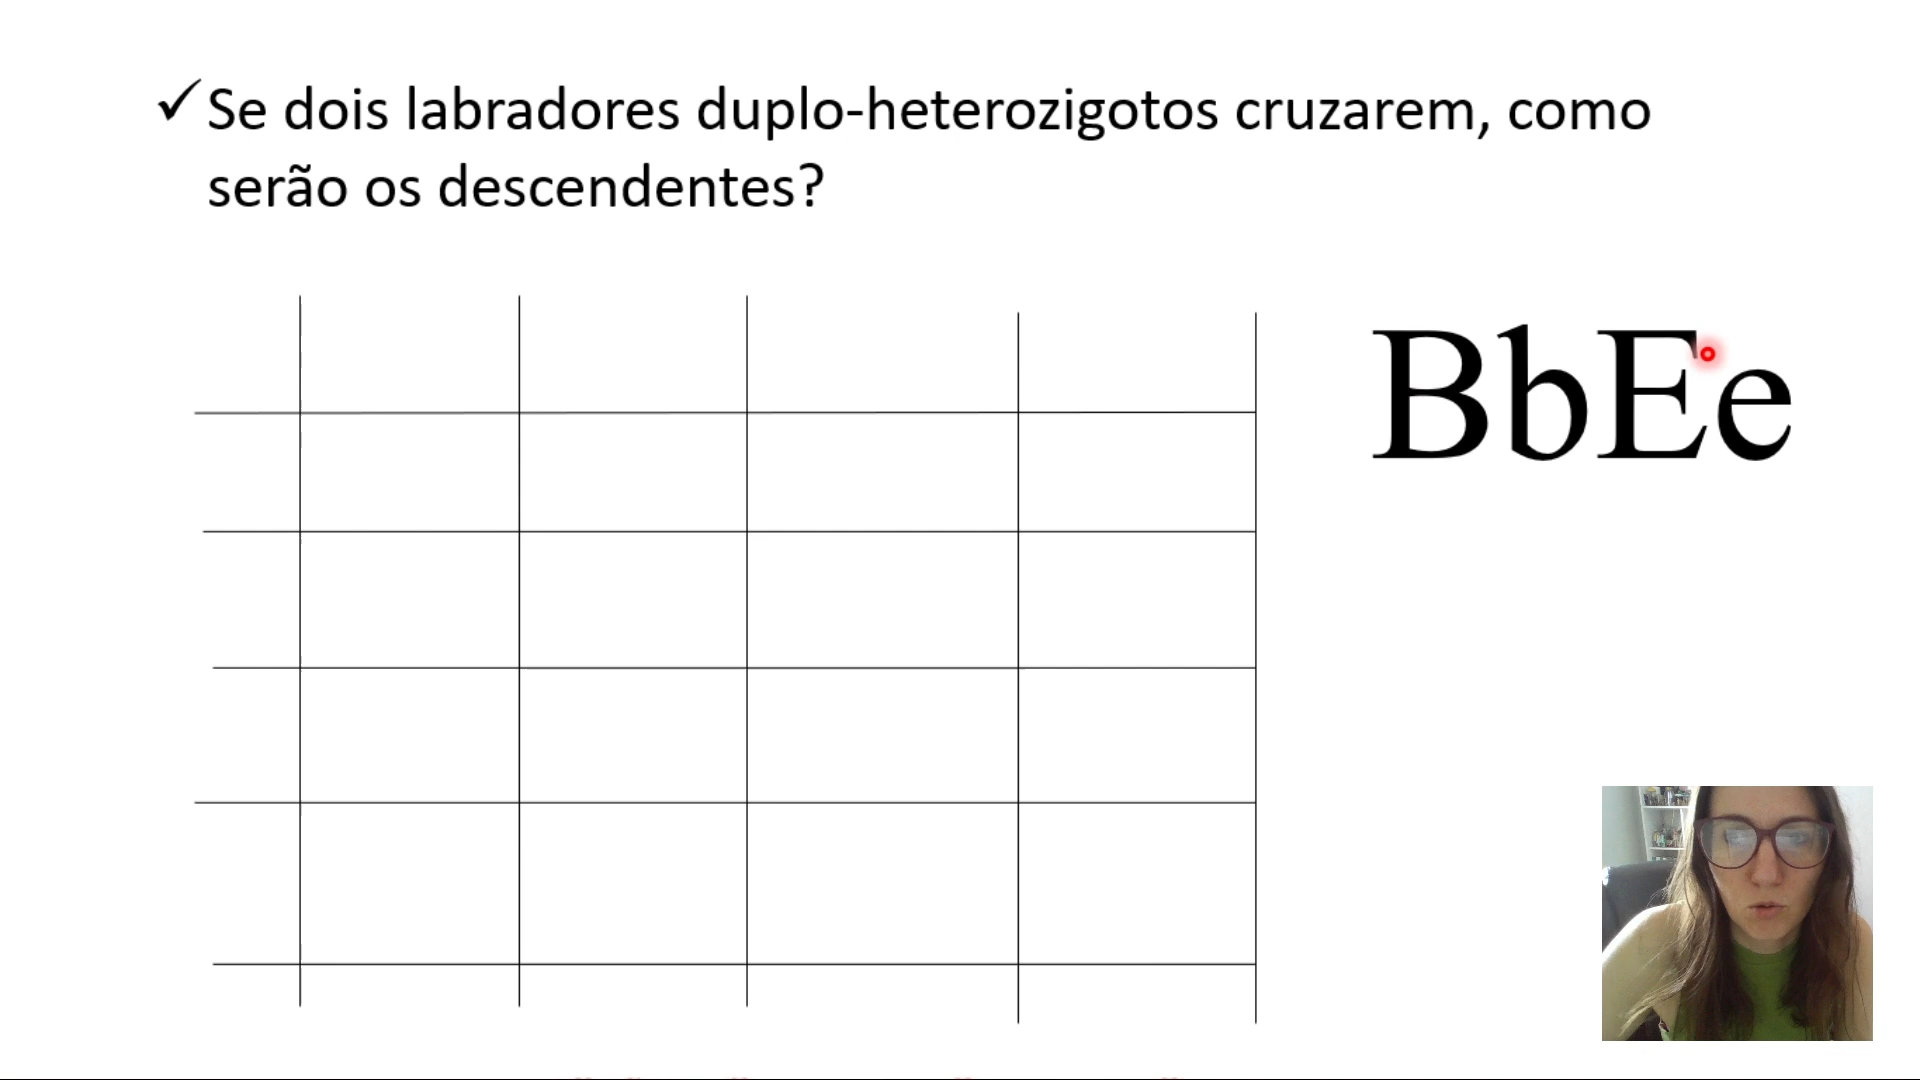 ✓Se dois labradores duplo-heterozigotos cruzarem, como
serão os descendentes?
BbEe